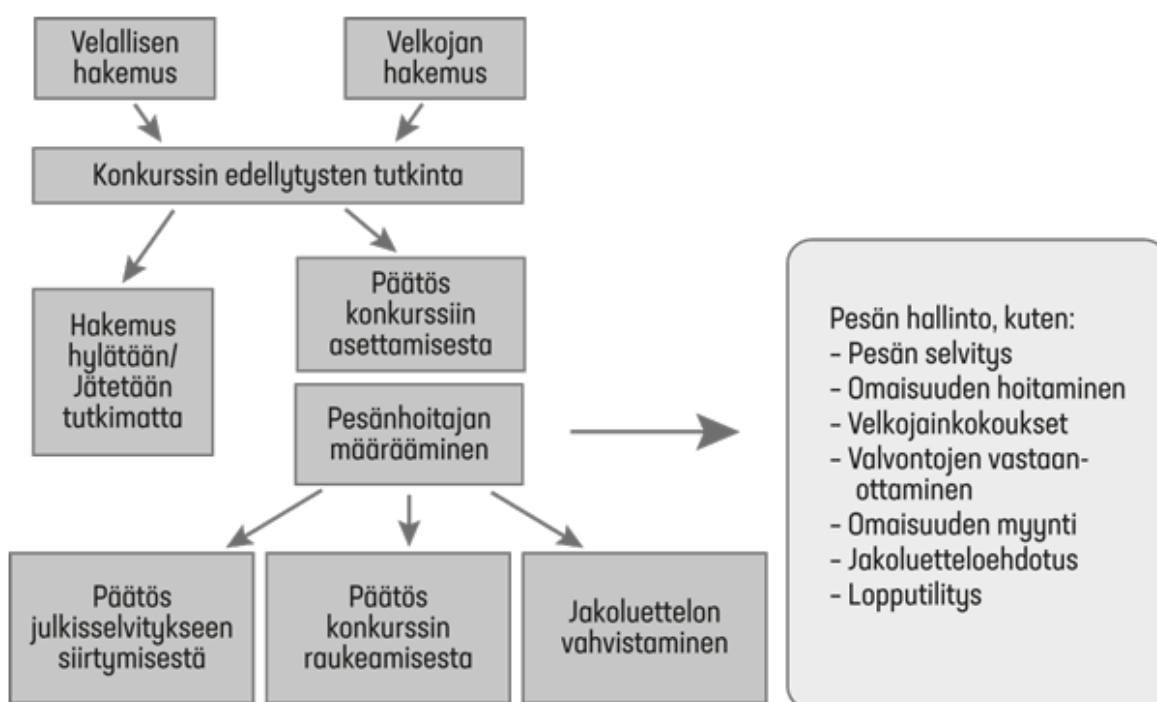 Velallisen
hakemus
Velkojan
hakemus
Konkurssin edellytysten tutkinta
Hakemus
hylätään/
Jätetään
tutkimatta
Päätös
konkurssiin
asettamisesta
Pesänhoitajan
määrääminen
Päätös
julkisselvitykseen
siirtymisestä
Päätös
konkurssin
raukeamisesta
Jakoluettelon
vahvistaminen
Pesän hallinto, kuten:
– Pesän selvitys
– Omaisuuden hoitaminen
– Velkojainkokoukset
– Valvontojen vastaan-
ottaminen
– Omaisuuden myynti
– Jakoluetteloehdotus
– Lopputilitys